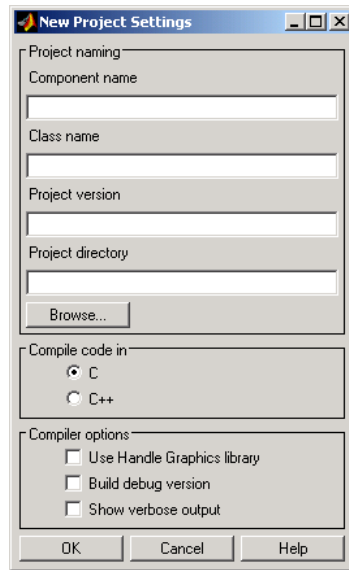 New Project Settings
Project naming
Component name
Class name
Project version
Project directory
Browse...
Compile code in
C
C++
Compiler options
Use Handle Graphics library
Build debug version
Show verbose output
OK Cancel Help